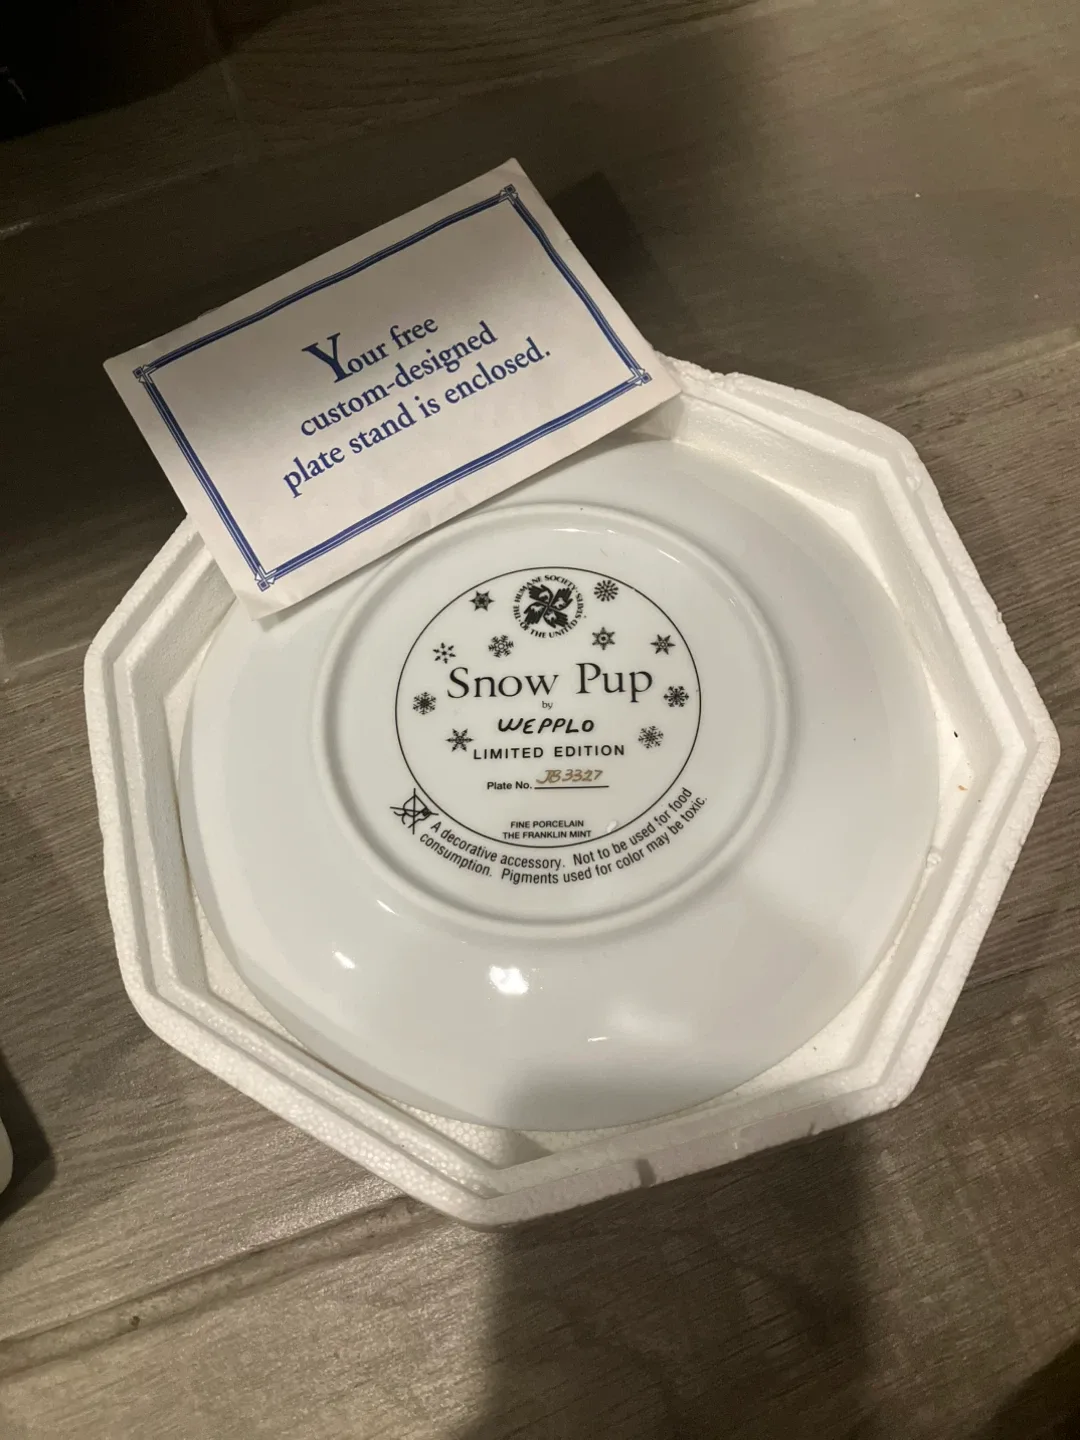 Your free
custom-designed
plate stand is enclosed.
THE HUMANE SOCIETY
OF THE UNITED STATES
Snow Pup
by
WEPPLO
LIMITED EDITION
Plate No. JB3327
FINE PORCELAIN
THE FRANKLIN MINT
A decorative accessory. Not to be used for food
consumption. Pigments used for color may be toxic.